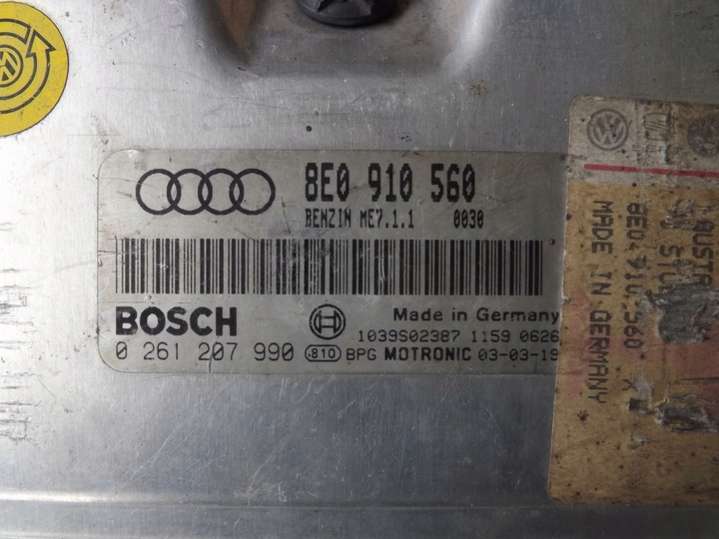 8E0 910 560
BENZIN ME7.1.1 0030
BOSCH
Made in Germany
1039S02387 1159 0626
0 261 207 990 810 BPG MOTRONIC 03-03-19
MADE IN GERMANY